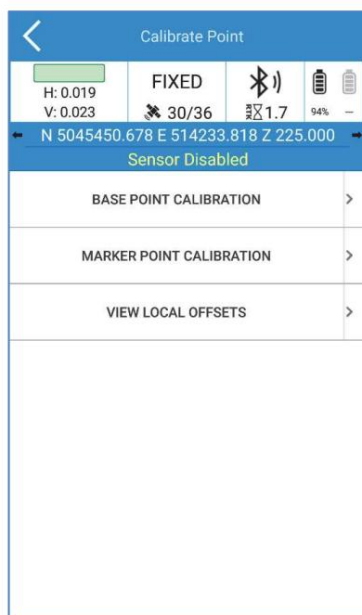 Calibrate Point
H: 0.019
V: 0.023
FIXED
30/36
RTK 1.7
94%
–
N 5045450.678 E 514233.818 Z 225.000
Sensor Disabled
BASE POINT CALIBRATION
MARKER POINT CALIBRATION
VIEW LOCAL OFFSETS